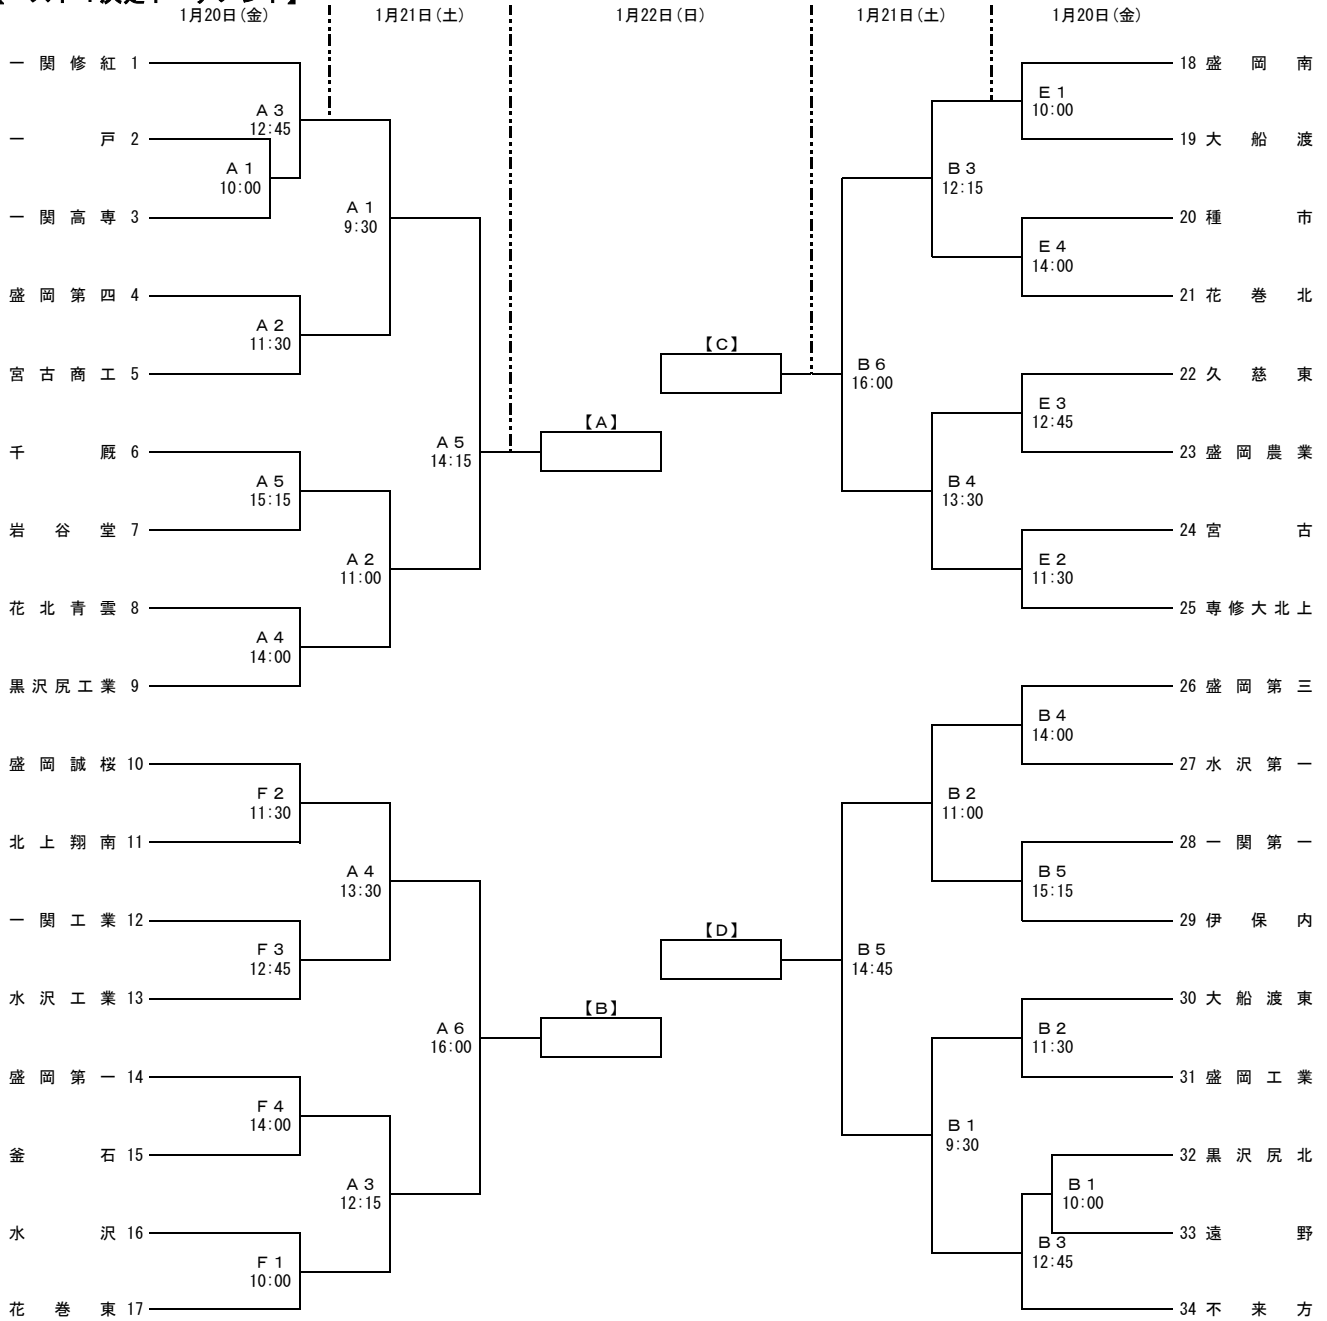 1月20日(金) 1月21日(土) 1月22日(日) 1月21日(土) 1月20日(金)
一関修紅 1
A3
12:45
一戸 2
A1
10:00
一関高専 3
A1
9:30
盛岡第四 4
A2
11:30
宮古商工 5
千厩 6
A5
15:15
岩谷堂 7
A2
11:00
花北青雲 8
A4
14:00
黒沢尻工業 9
A5
14:15
【A】
盛岡誠桜 10
F2
11:30
北上翔南 11
A4
13:30
一関工業 12
F3
12:45
水沢工業 13
A6
16:00
【B】
盛岡第一 14
F4
14:00
釜石 15
A3
12:15
水沢 16
F1
10:00
花巻東 17
【C】
18 盛岡南
E1
10:00
19 大船渡
B3
12:15
20 種市
E4
14:00
21 花巻北
B6
16:00
22 久慈東
E3
12:45
23 盛岡農業
B4
13:30
24 宮古
E2
11:30
25 専修大北上
【D】
26 盛岡第三
B4
14:00
27 水沢第一
B2
11:00
28 一関第一
B5
15:15
29 伊保内
B5
14:45
30 大船渡東
B2
11:30
31 盛岡工業
B1
9:30
32 黒沢尻北
B1
10:00
33 遠野
B3
12:45
34 不来方